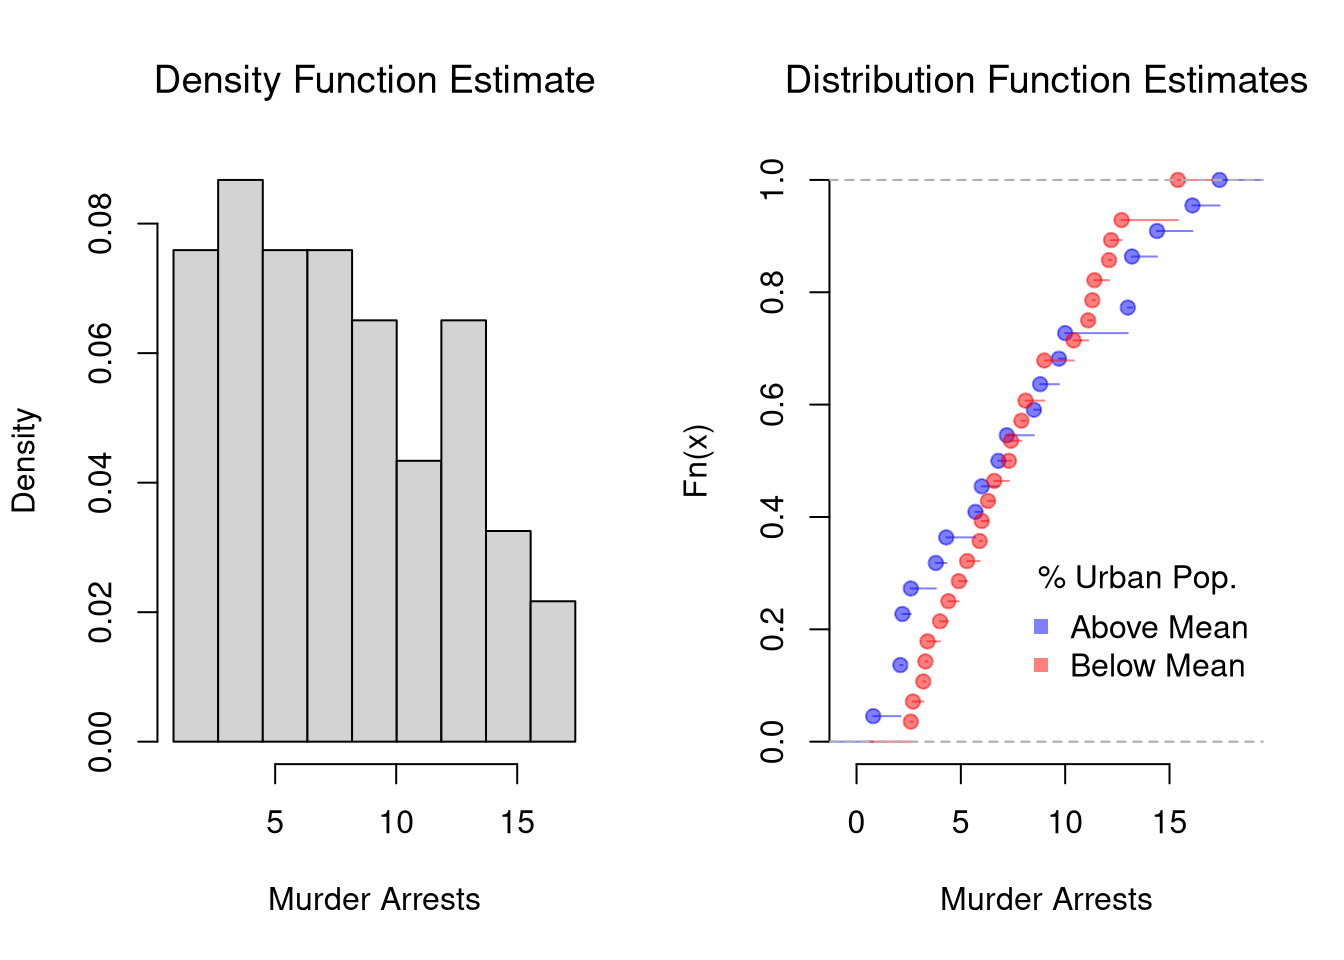 Density Function Estimate
Density
0.00
0.02
0.04
0.06
0.08
5 10 15
Murder Arrests
Distribution Function Estimates
Fn(x)
0.0
0.2
0.4
0.6
0.8
1.0
% Urban Pop.
Above Mean
Below Mean
0 5 10 15
Murder Arrests